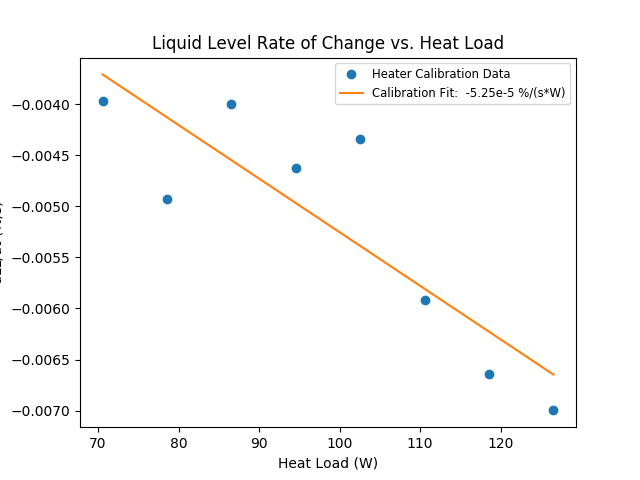 Liquid Level Rate of Change vs. Heat Load
Heater Calibration Data
Calibration Fit:  -5.25e-5 %/(s*W)
−0.0040
−0.0045
−0.0050
−0.0055
−0.0060
−0.0065
−0.0070
70 80 90 100 110 120
Heat Load (W)